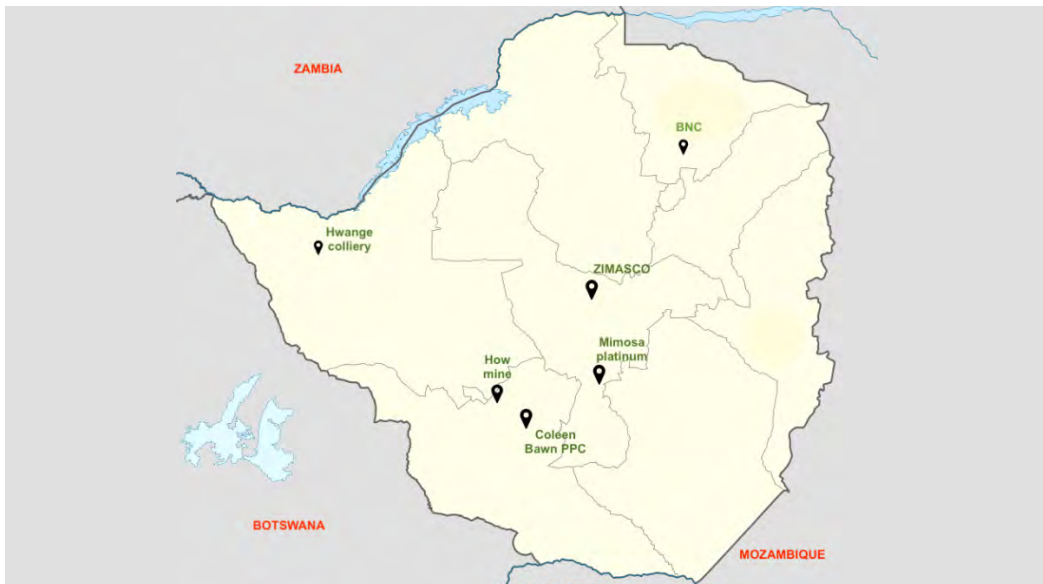 ZAMBIA
BNC
Hwange
colliery
ZIMASCO
Mimosa
platinum
How
mine
Coleen
Bawn PPC
BOTSWANA
MOZAMBIQUE